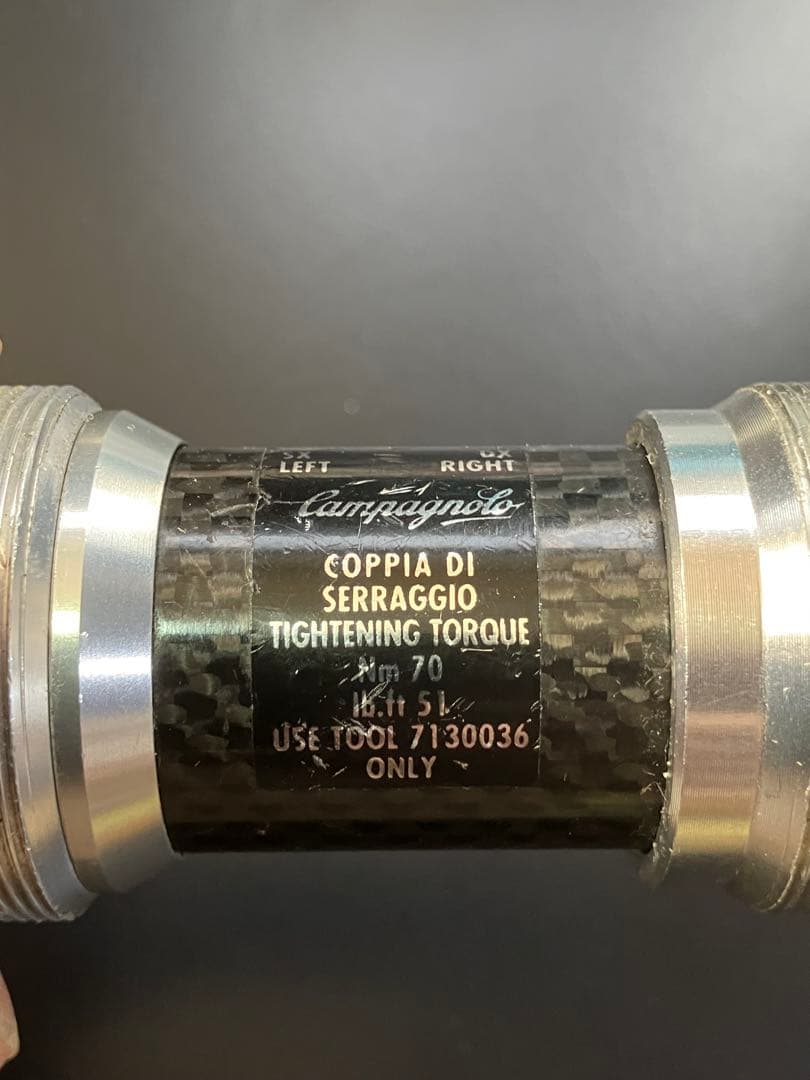 SX DX
LEFT RIGHT
Campagnolo
COPPIA DI
SERRAGGIO
TIGHTENING TORQUE
Nm 70
lb.ft 51
USE TOOL 7130036
ONLY